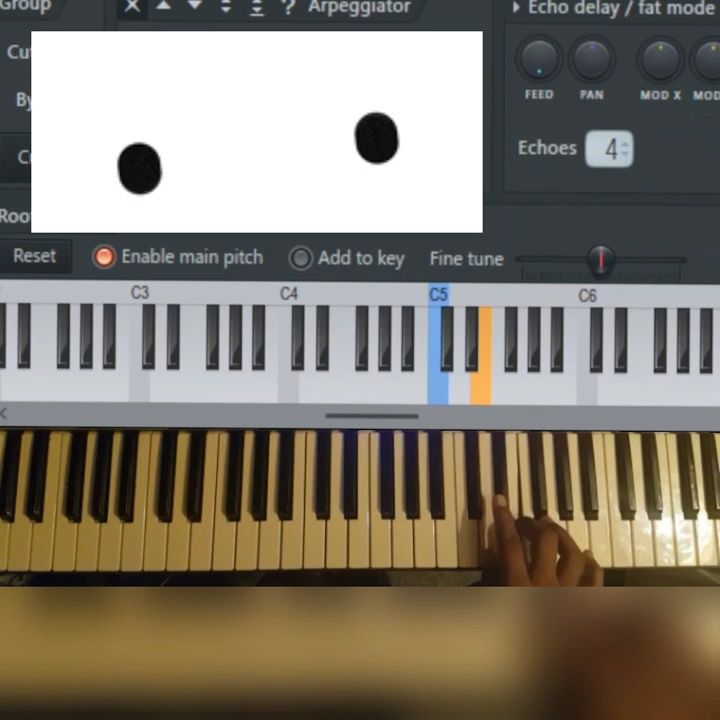 Group
? Arpeggiator
Echo delay / fat mode
Cu
By
FEED PAN MOD X MOD
C
Echoes 4
Roo
Reset Enable main pitch Add to key Fine tune
C3 C4 C5 C6